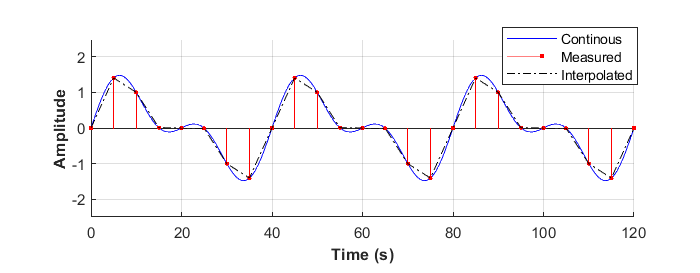 Continous
Measured
Interpolated
2
1
0
-1
-2
Amplitude
0 20 40 60 80 100 120
Time (s)